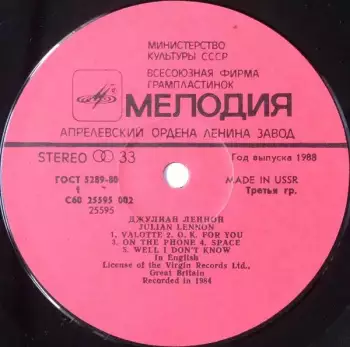 МИНИСТЕРСТВО
КУЛЬТУРЫ СССР
ВСЕСОЮЗНАЯ ФИРМА
ГРАМПЛАСТИНОК
МЕЛОДИЯ
АПРЕЛЕВСКИЙ ОРДЕНА ЛЕНИНА ЗАВОД
STEREO 33
Год выпуска 1988
ГОСТ 5289-80
MADE IN USSR
1
Третья гр.
С60 25595 002
25595
ДЖУЛИАН ЛЕННОН
JULIAN LENNON
1. VALOTTE 2. O. K. FOR YOU
3. ON THE PHONE 4. SPACE
5. WELL I DON'T KNOW
In English
License of the Virgin Records Ltd.,
Great Britain
Recorded in 1984